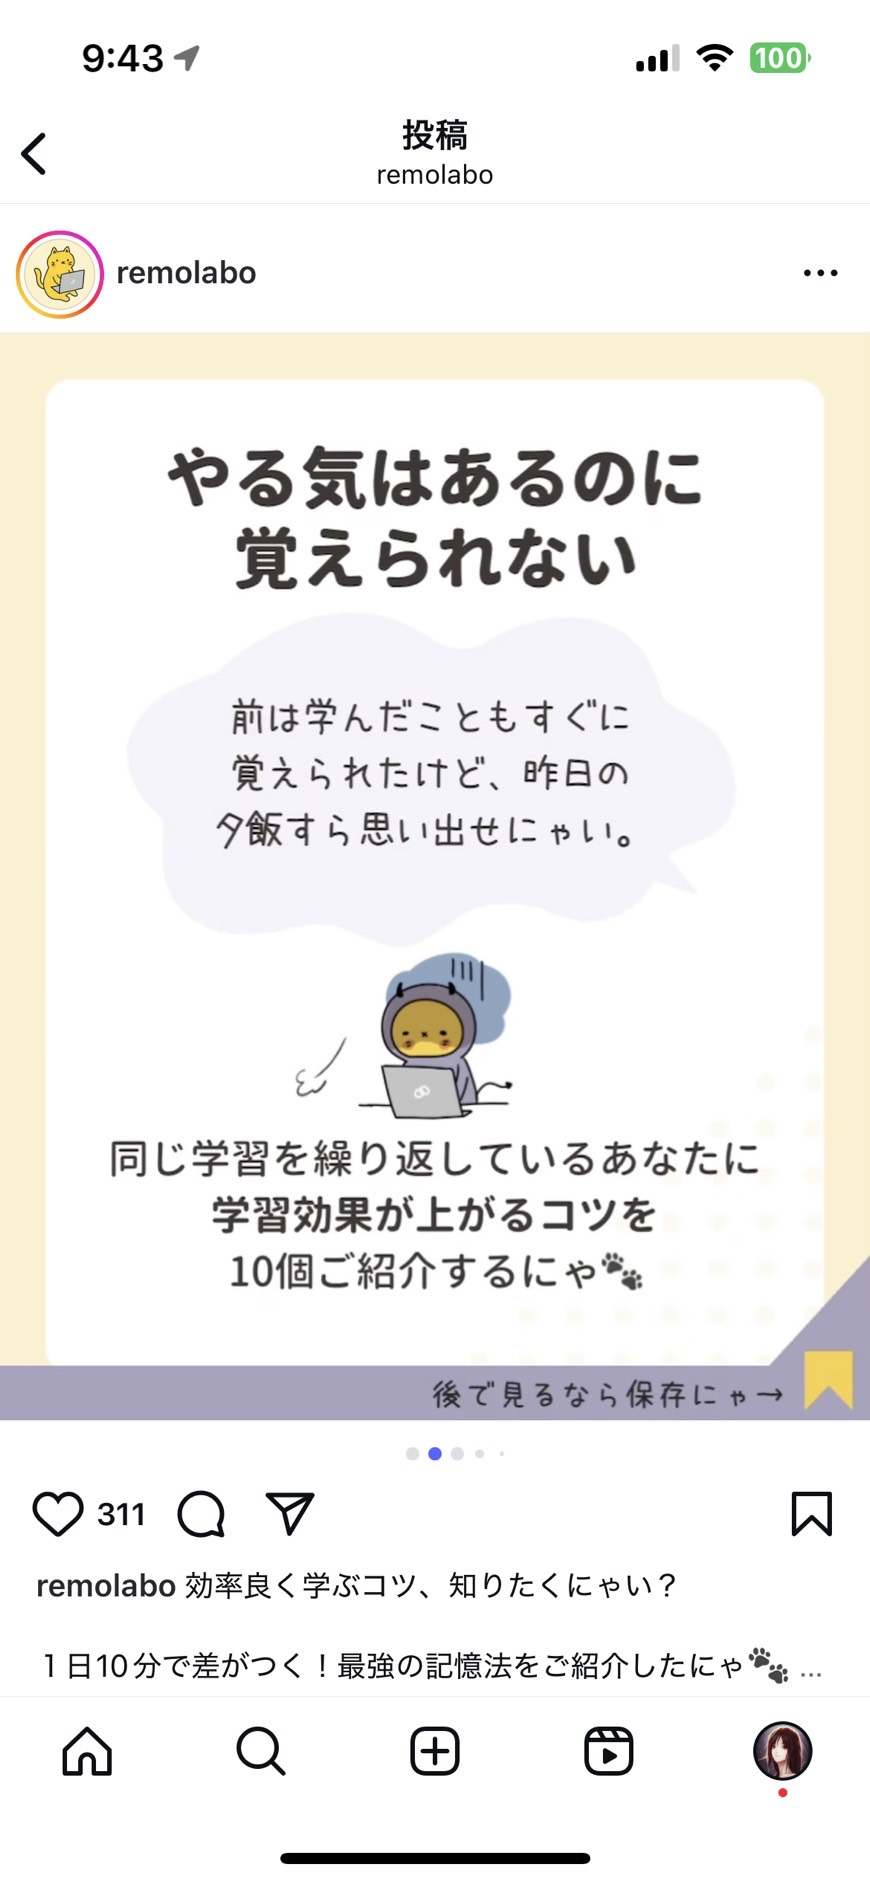 9:43
100
投稿
remolabo
remolabo
やる気はあるのに
覚えられない
前は学んだこともすぐに
覚えられたけど、昨日の
夕飯すら思い出せにゃい。
同じ学習を繰り返しているあなたに
学習効果が上がるコツを
10個ご紹介するにゃ🐾
後で見るなら保存にゃ→
311
remolabo 効率良く学ぶコツ、知りたくにゃい？
１日10分で差がつく！最強の記憶法をご紹介したにゃ🐾 ...